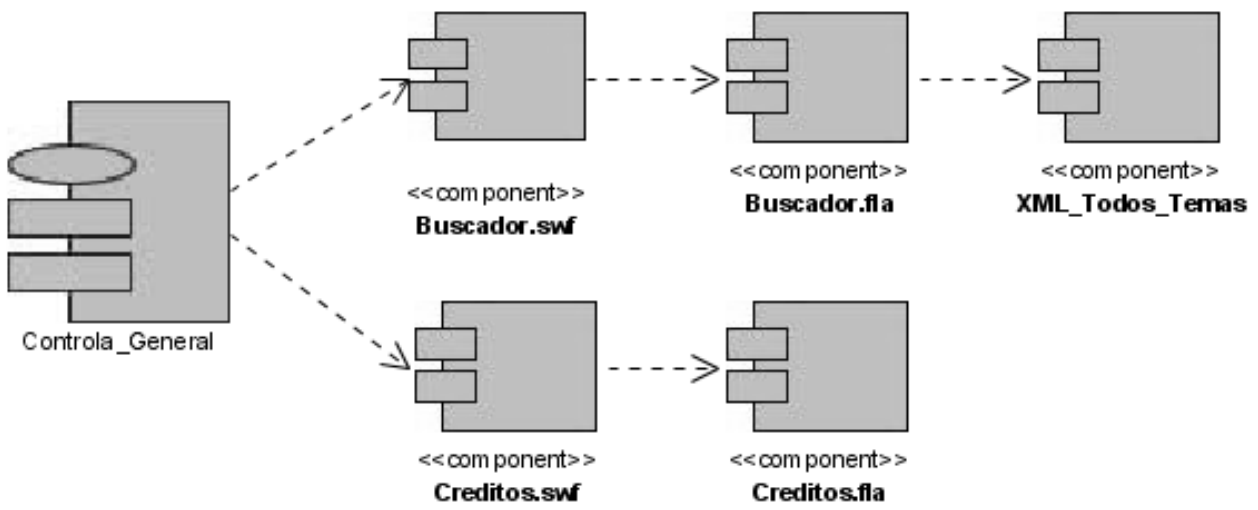 <<component>>
Buscador.swf
<<component>>
Buscador.fla
<<component>>
XML_Todos_Temas
Controla_General
<<component>>
Creditos.swf
<<component>>
Creditos.fla